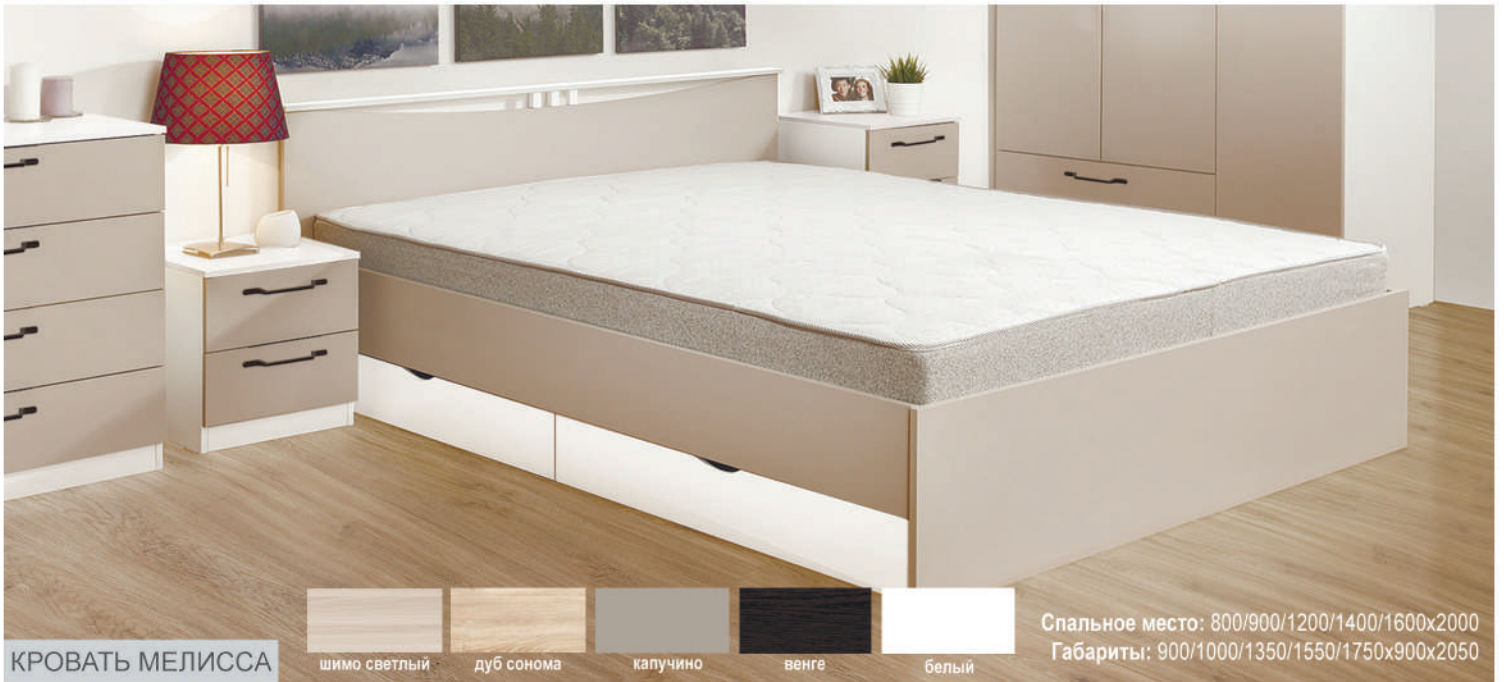 КРОВАТЬ МЕЛИССА
шимо светлый
дуб сонома
капучино
венге
белый
Спальное место: 800/900/1200/1400/1600х2000
Габариты: 900/1000/1350/1550/1750х900х2050